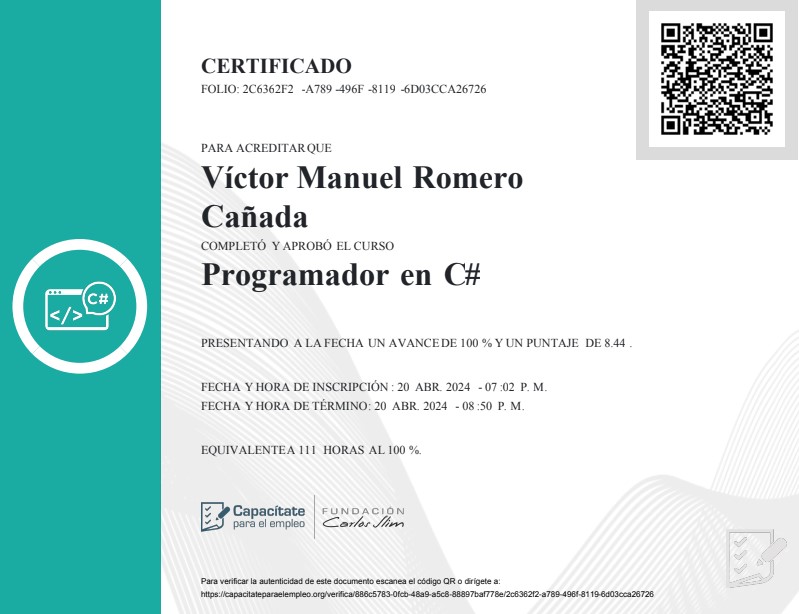 CERTIFICADO
FOLIO: 2C6362F2 -A789 -496F -8119 -6D03CCA26726
PARA ACREDITAR QUE
Víctor Manuel Romero
Cañada
COMPLETÓ Y APROBÓ EL CURSO
Programador en C#
C#
</>
PRESENTANDO A LA FECHA UN AVANCE DE 100 % Y UN PUNTAJE DE 8.44 .
FECHA Y HORA DE INSCRIPCIÓN : 20 ABR. 2024 - 07 :02 P. M.
FECHA Y HORA DE TÉRMINO: 20 ABR. 2024 - 08 :50 P. M.
EQUIVALENTE A 111 HORAS AL 100 %.
Capacítate
para el empleo
FUNDACIÓN
Carlos Slim
Para verificar la autenticidad de este documento escanea el código QR o dirígete a:
https://capacitateparaelempleo.org/verifica/886c5783-0fcb-48a9-a5c8-88897baf778e/2c6362f2-a789-496f-8119-6d03cca26726